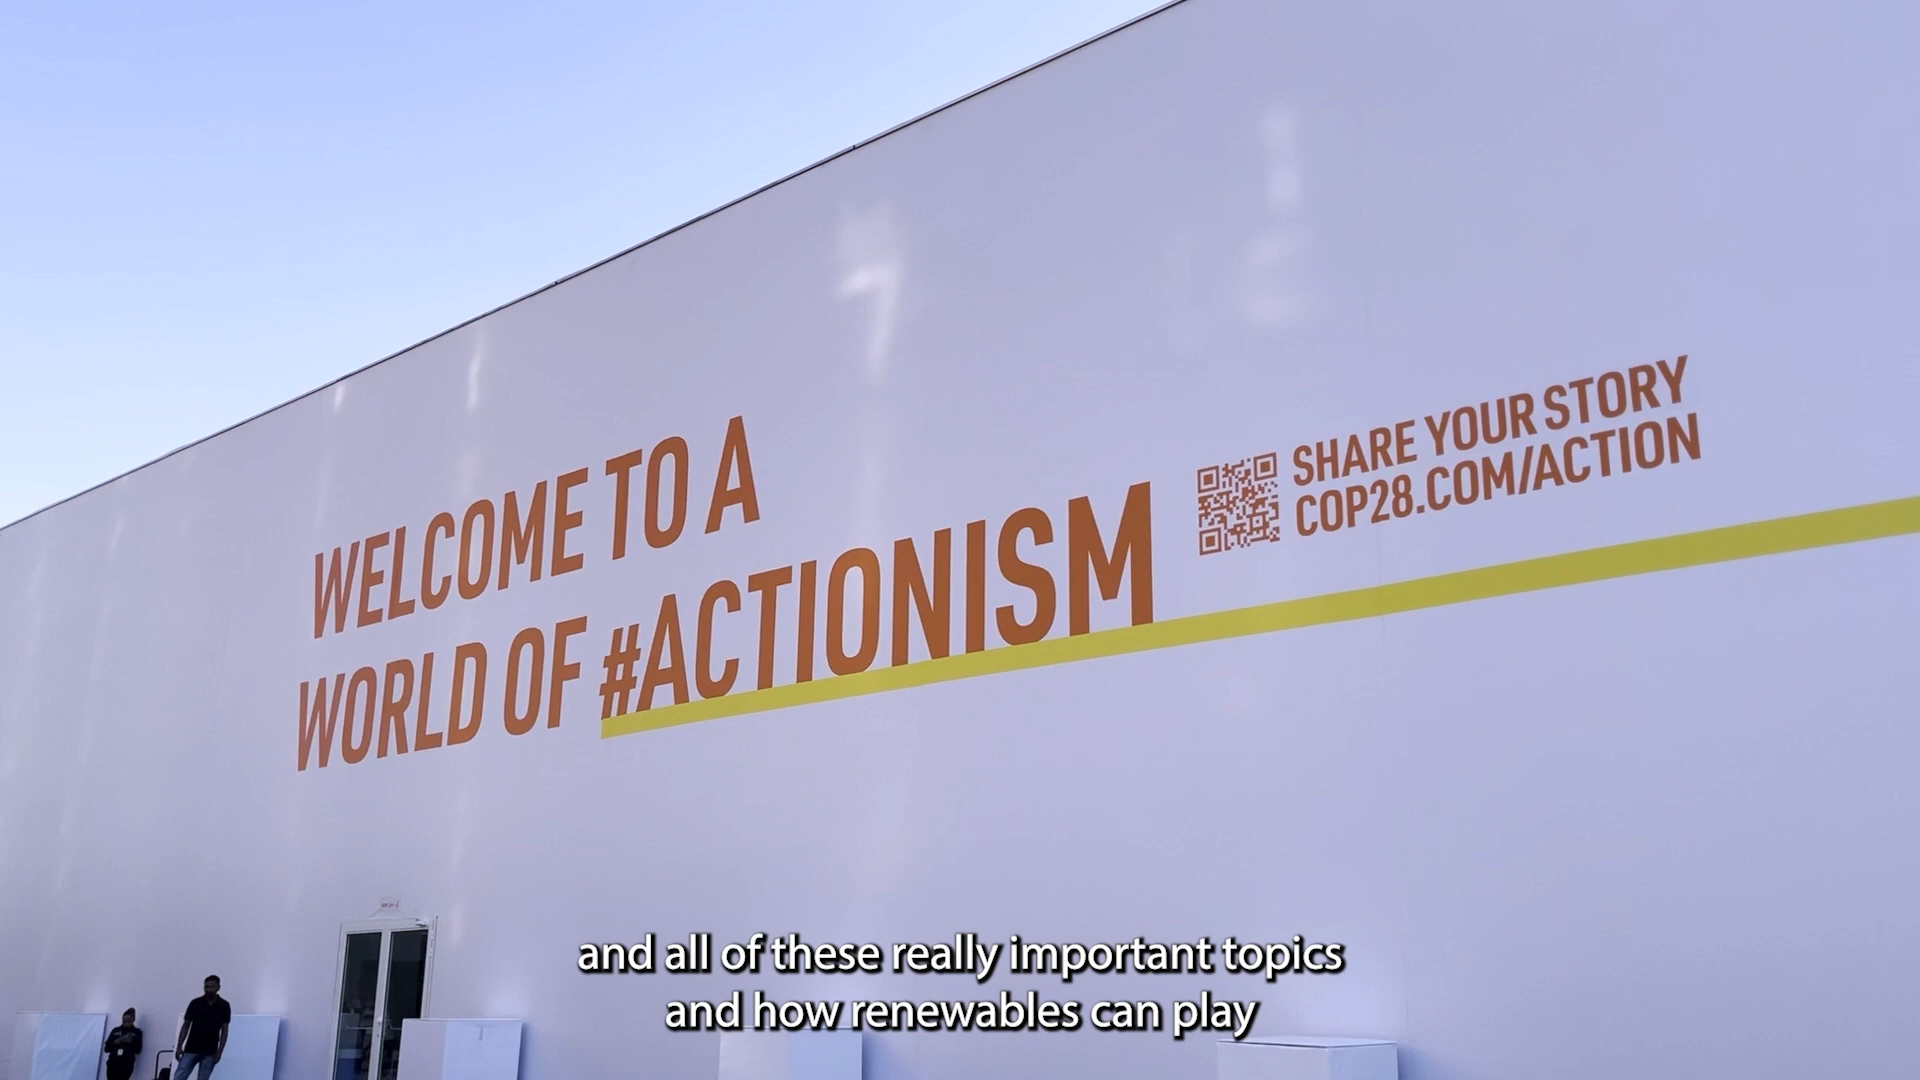 WELCOME TO A
WORLD OF #ACTIONISM
SHARE YOUR STORY
COP28.COM/ACTION
and all of these really important topics
and how renewables can play